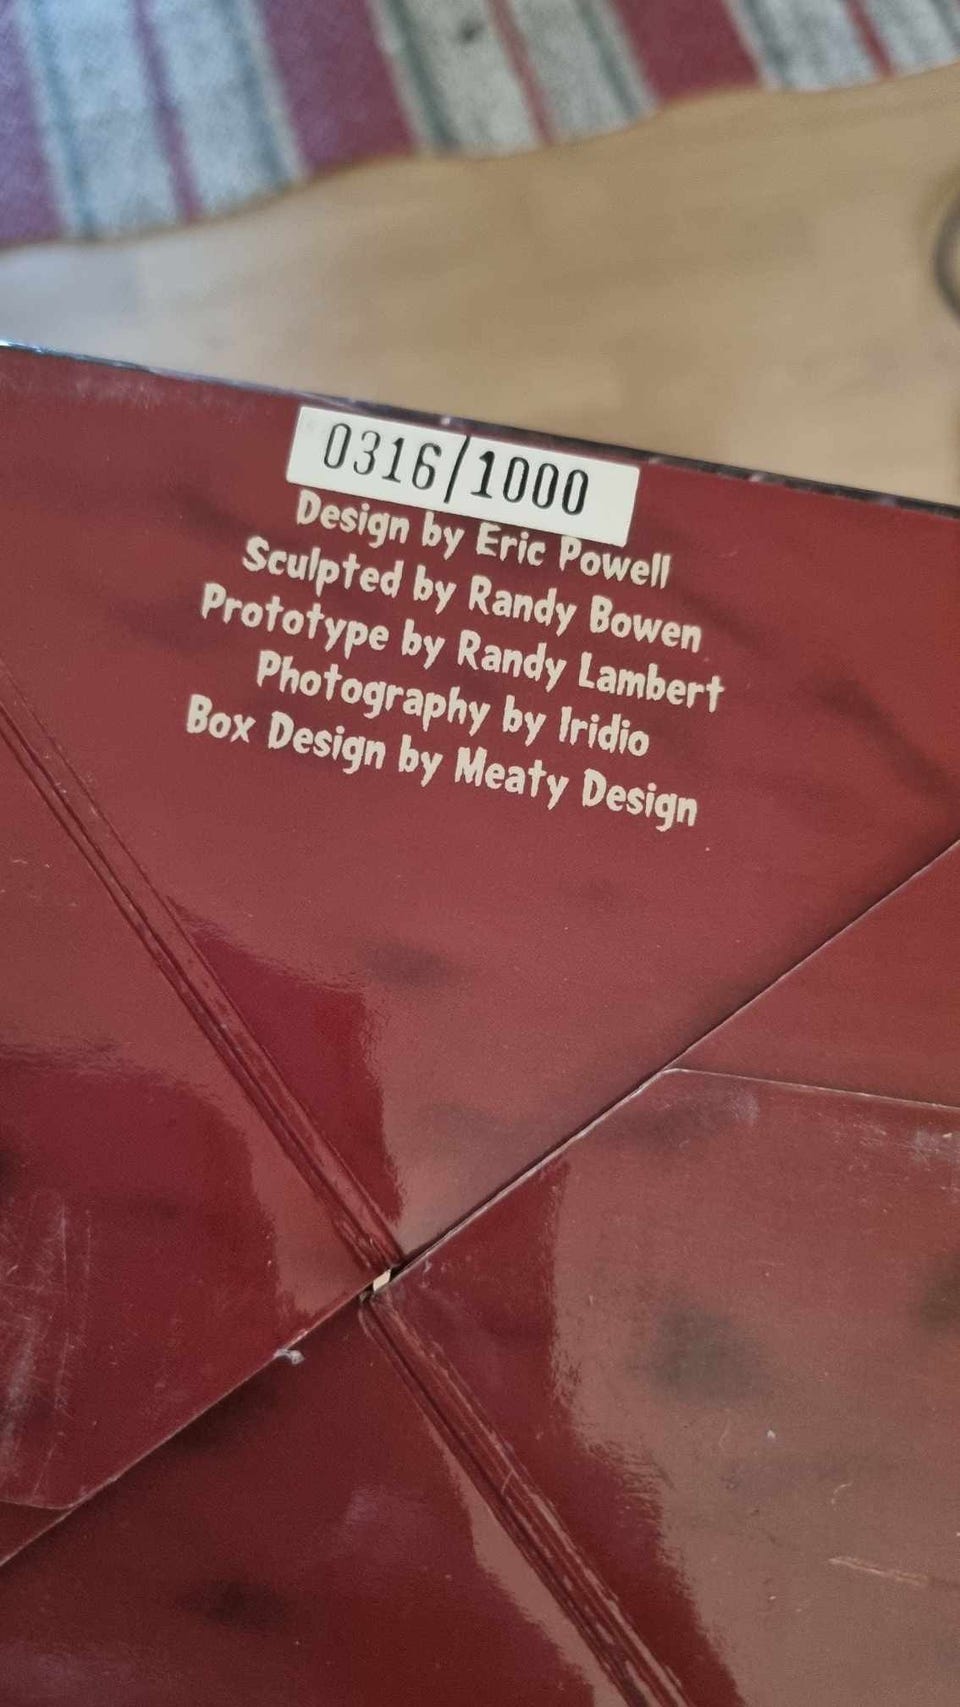 0316/1000
Design by Eric Powell
Sculpted by Randy Bowen
Prototype by Randy Lambert
Photography by Iridio
Box Design by Meaty Design